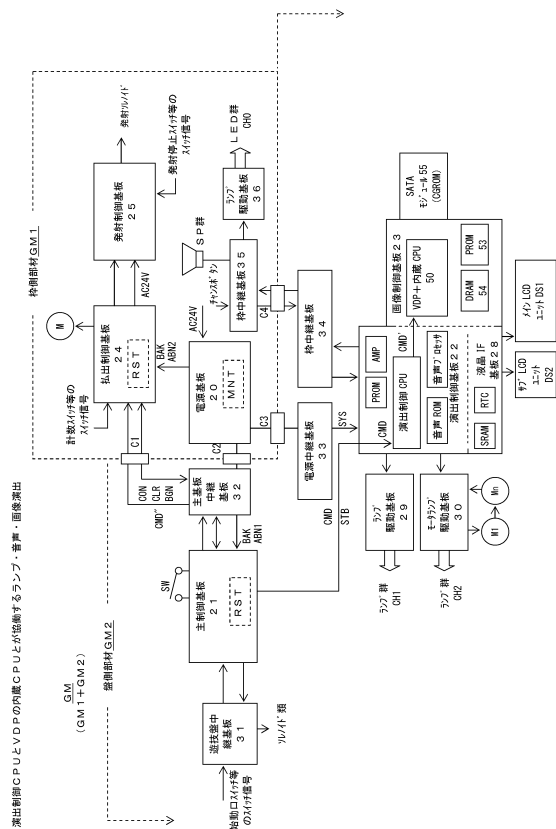 演出制御CPUとVDPの内蔵CPUとが協働するランプ・音声・画像演出
GM
(GM1+GM2)
盤側部材GM2
枠側部材GM1
始動口スイッチ等
のスイッチ信号
遊技盤中
継基板
31
ソレノイド類
SW
主制御基板
21
RST
BAK
ABN1
主基板
中継
基板
32
CMD"
CON
CLR
BGN
C1
C2
計数スイッチ等の
スイッチ信号
M
払出制御基板
24
RST
BAK
ABN2
AC24V
発射制御基板
25
発射ソレノイド
発射停止スイッチ等の
スイッチ信号
電源基板
20
MNT
AC24V
C3
チャンスボタン
SP群
枠中継基板35
C4
ランプ
駆動基板
36
LED群
CH0
電源中継基板
33
SYS
枠中継基板
34
CMD
STB
ランプ
駆動基板
29
ランプ群
CH1
モータランプ
駆動基板
30
ランプ群
CH2
M1
Mn
CMD
PROM
AMP
演出制御CPU
CMD'
音声ROM
音声プロセッサ
演出制御基板22
SRAM
RTC
液晶IF
基板28
画像制御基板23
VDP+内蔵CPU
50
DRAM
54
PROM
53
SATA
モジュール55
(CGROM)
サブLCD
ユニット
DS2
メインLCD
ユニットDS1